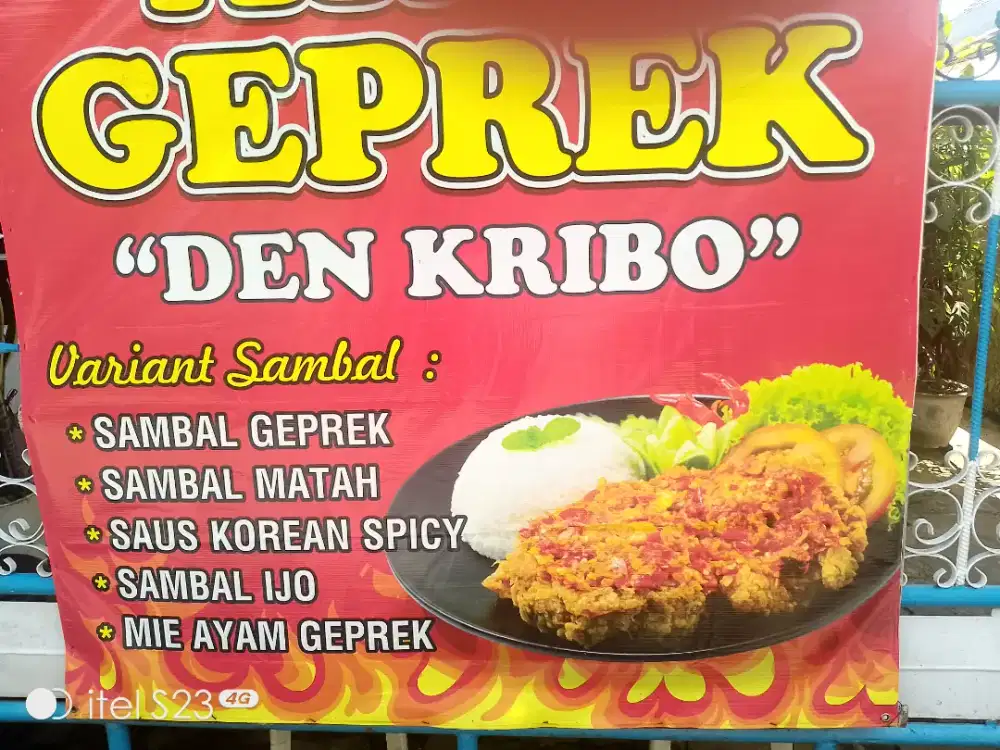 GEPREK
“DEN KRIBO”
Variant Sambal :
* SAMBAL GEPREK
* SAMBAL MATAH
* SAUS KOREAN SPICY
* SAMBAL IJO
* MIE AYAM GEPREK
itel S23 4G